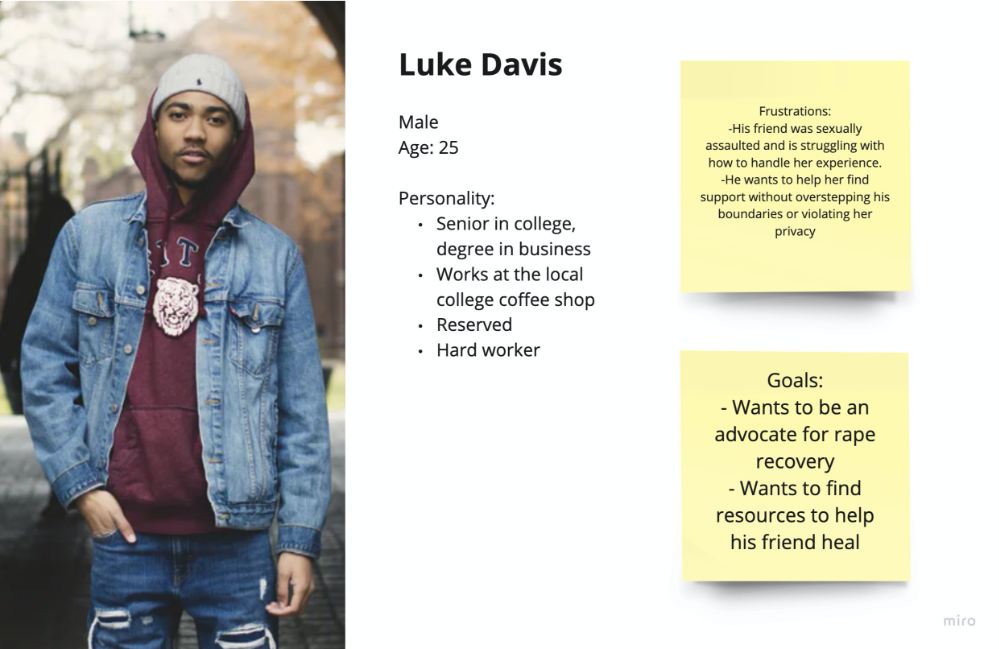 Luke Davis
Male
Age: 25
Personality:
• Senior in college,
degree in business
• Works at the local
college coffee shop
• Reserved
• Hard worker
Frustrations:
-His friend was sexually
assaulted and is struggling with
how to handle her experience.
-He wants to help her find
support without overstepping his
boundaries or violating her
privacy
Goals:
- Wants to be an
advocate for rape
recovery
- Wants to find
resources to help
his friend heal
miro